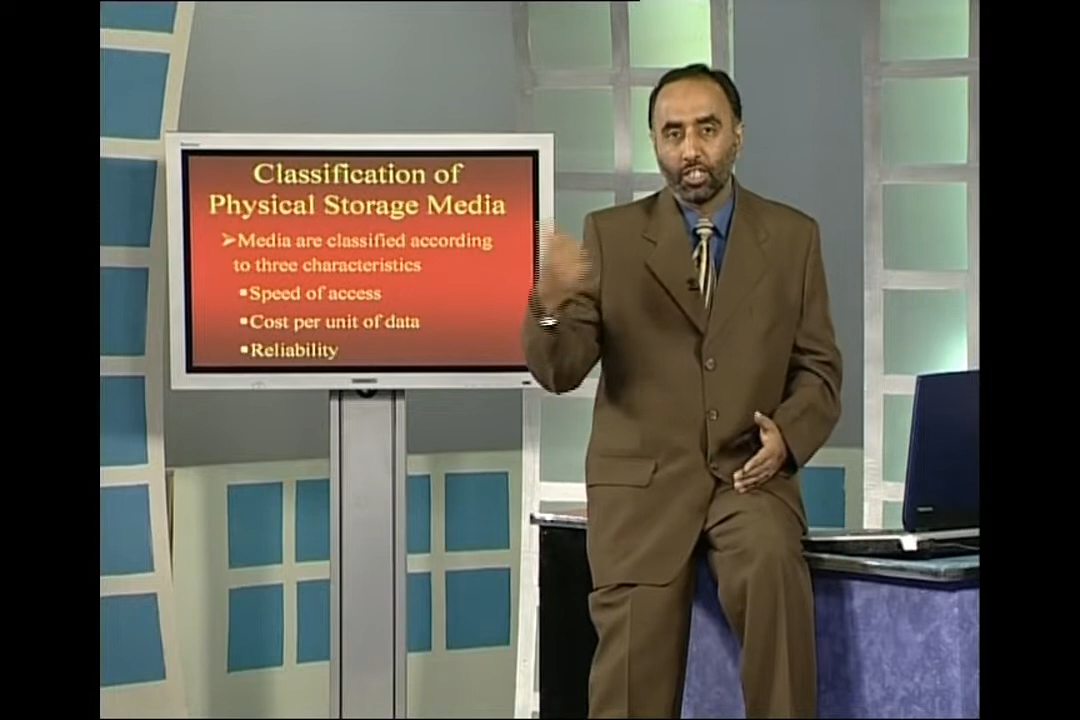 Classification of
Physical Storage Media
➢Media are classified according
to three characteristics
▪Speed of access
▪Cost per unit of data
▪Reliability